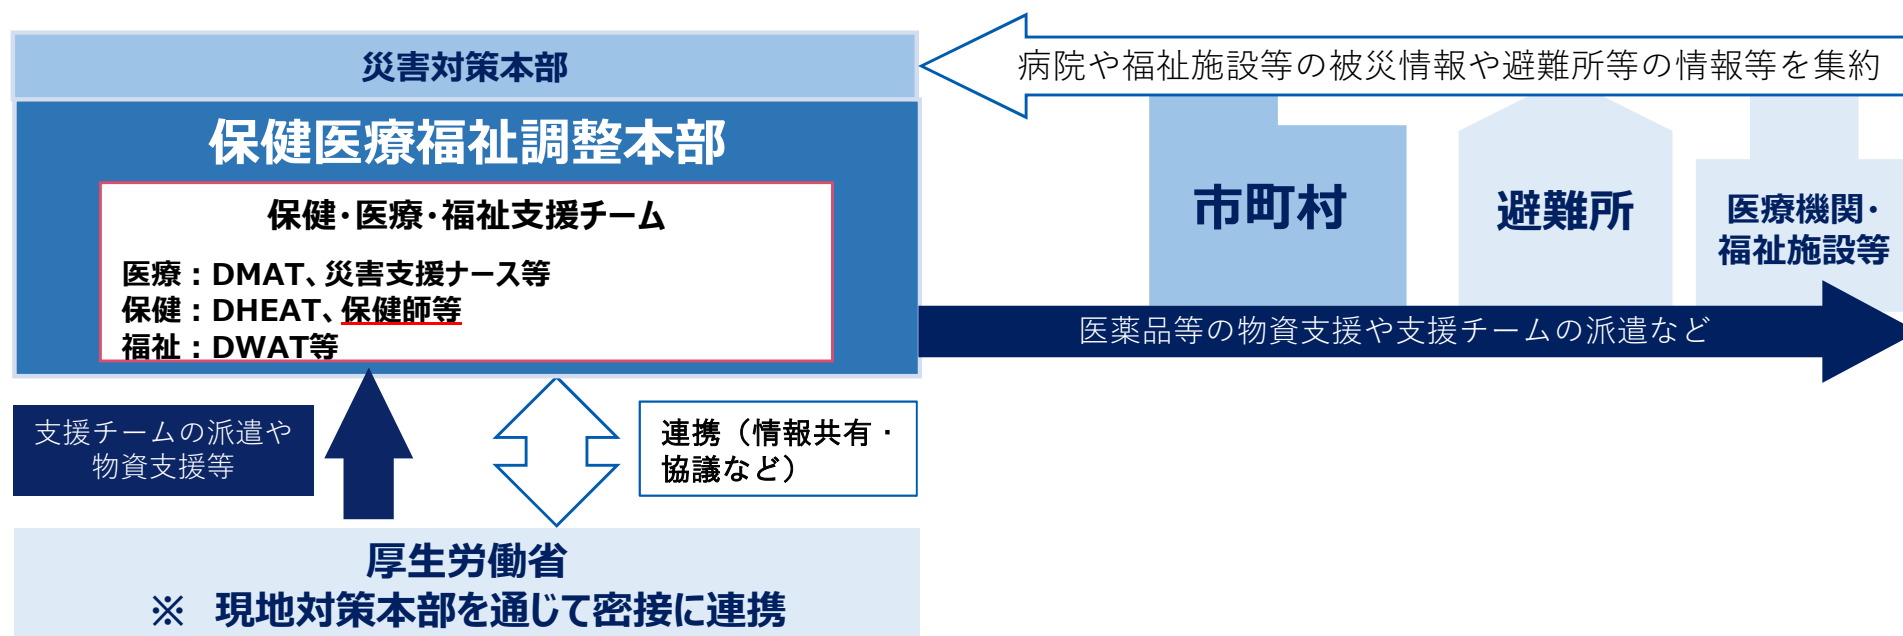 災害対策本部
保健医療福祉調整本部
保健・医療・福祉支援チーム
医療：DMAT、災害支援ナース等
保健：DHEAT、保健師等
福祉：DWAT等
病院や福祉施設等の被災情報や避難所等の情報等を集約
市町村
避難所
医療機関・
福祉施設等
医薬品等の物資支援や支援チームの派遣など
支援チームの派遣や
物資支援等
連携（情報共有・
協議など）
厚生労働省
※　現地対策本部を通じて密接に連携